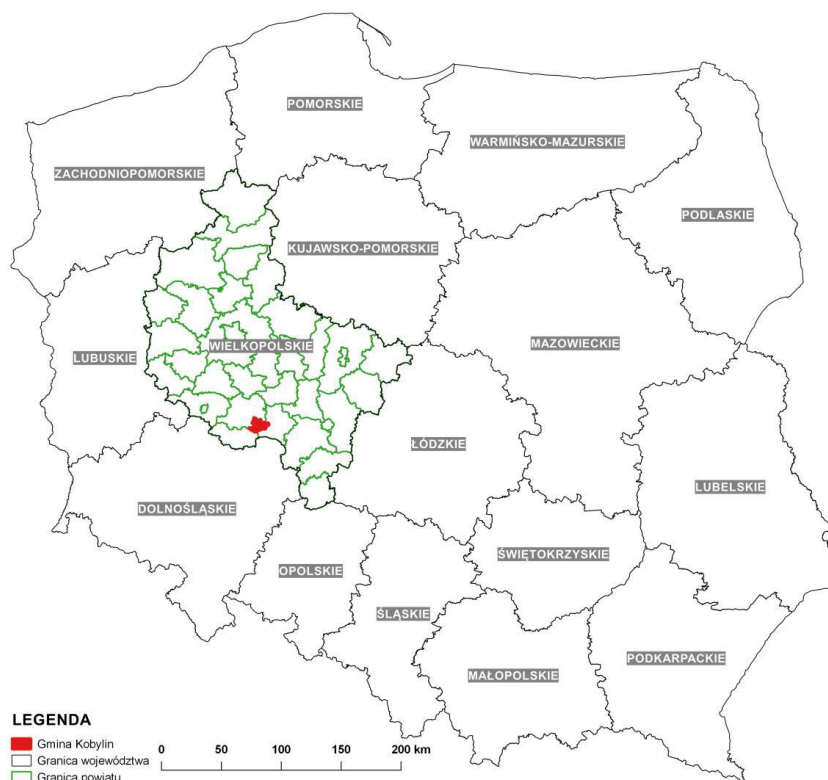 POMORSKIE
WARMIŃSKO-MAZURSKIE
ZACHODNIOPOMORSKIE
PODLASKIE
KUJAWSKO-POMORSKIE
WIELKOPOLSKIE
MAZOWIECKIE
LUBUSKIE
ŁÓDZKIE
LUBELSKIE
DOLNOŚLĄSKIE
ŚWIĘTOKRZYSKIE
OPOLSKIE
ŚLĄSKIE
PODKARPACKIE
MAŁOPOLSKIE
LEGENDA
Gmina Kobylin
Granica województwa
Granica powiatu
0 50 100 150 200 km